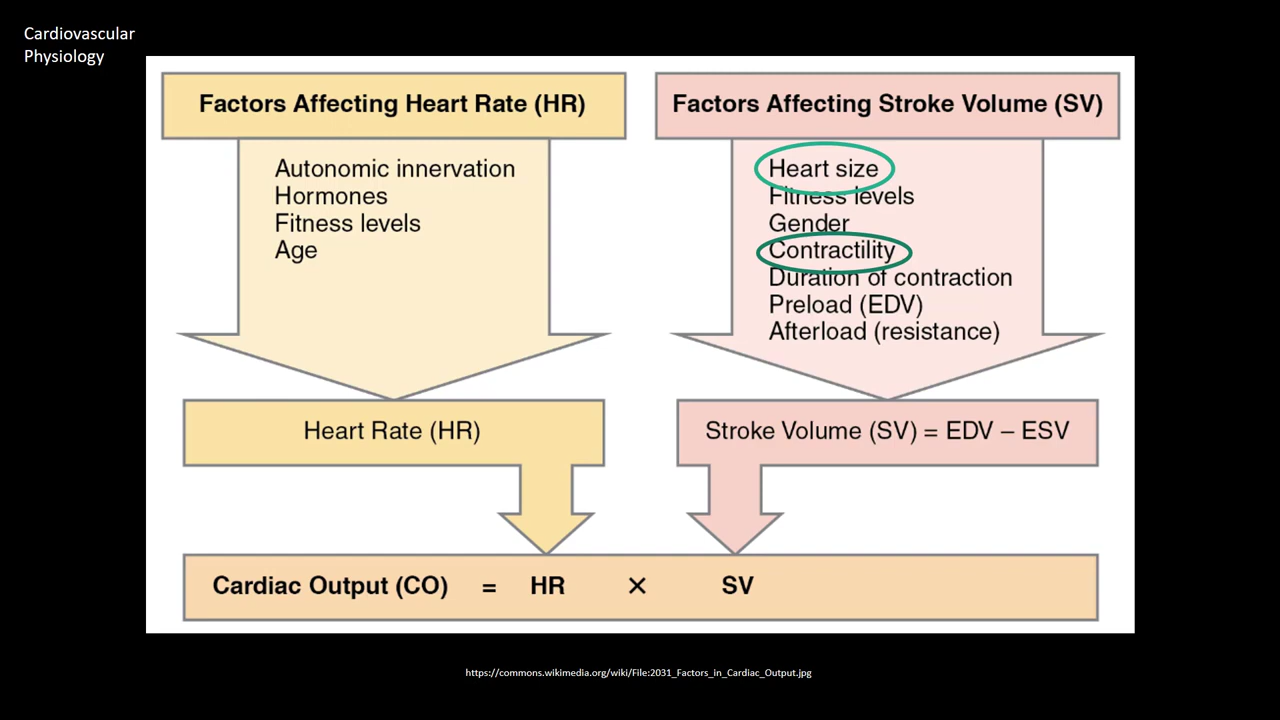 Cardiovascular
Physiology
Factors Affecting Heart Rate (HR)
Autonomic innervation
Hormones
Fitness levels
Age
Factors Affecting Stroke Volume (SV)
Heart size
Fitness levels
Gender
Contractility
Duration of contraction
Preload (EDV)
Afterload (resistance)
Heart Rate (HR)
Stroke Volume (SV) = EDV – ESV
Cardiac Output (CO) = HR × SV
https://commons.wikimedia.org/wiki/File:2031_Factors_in_Cardiac_Output.jpg